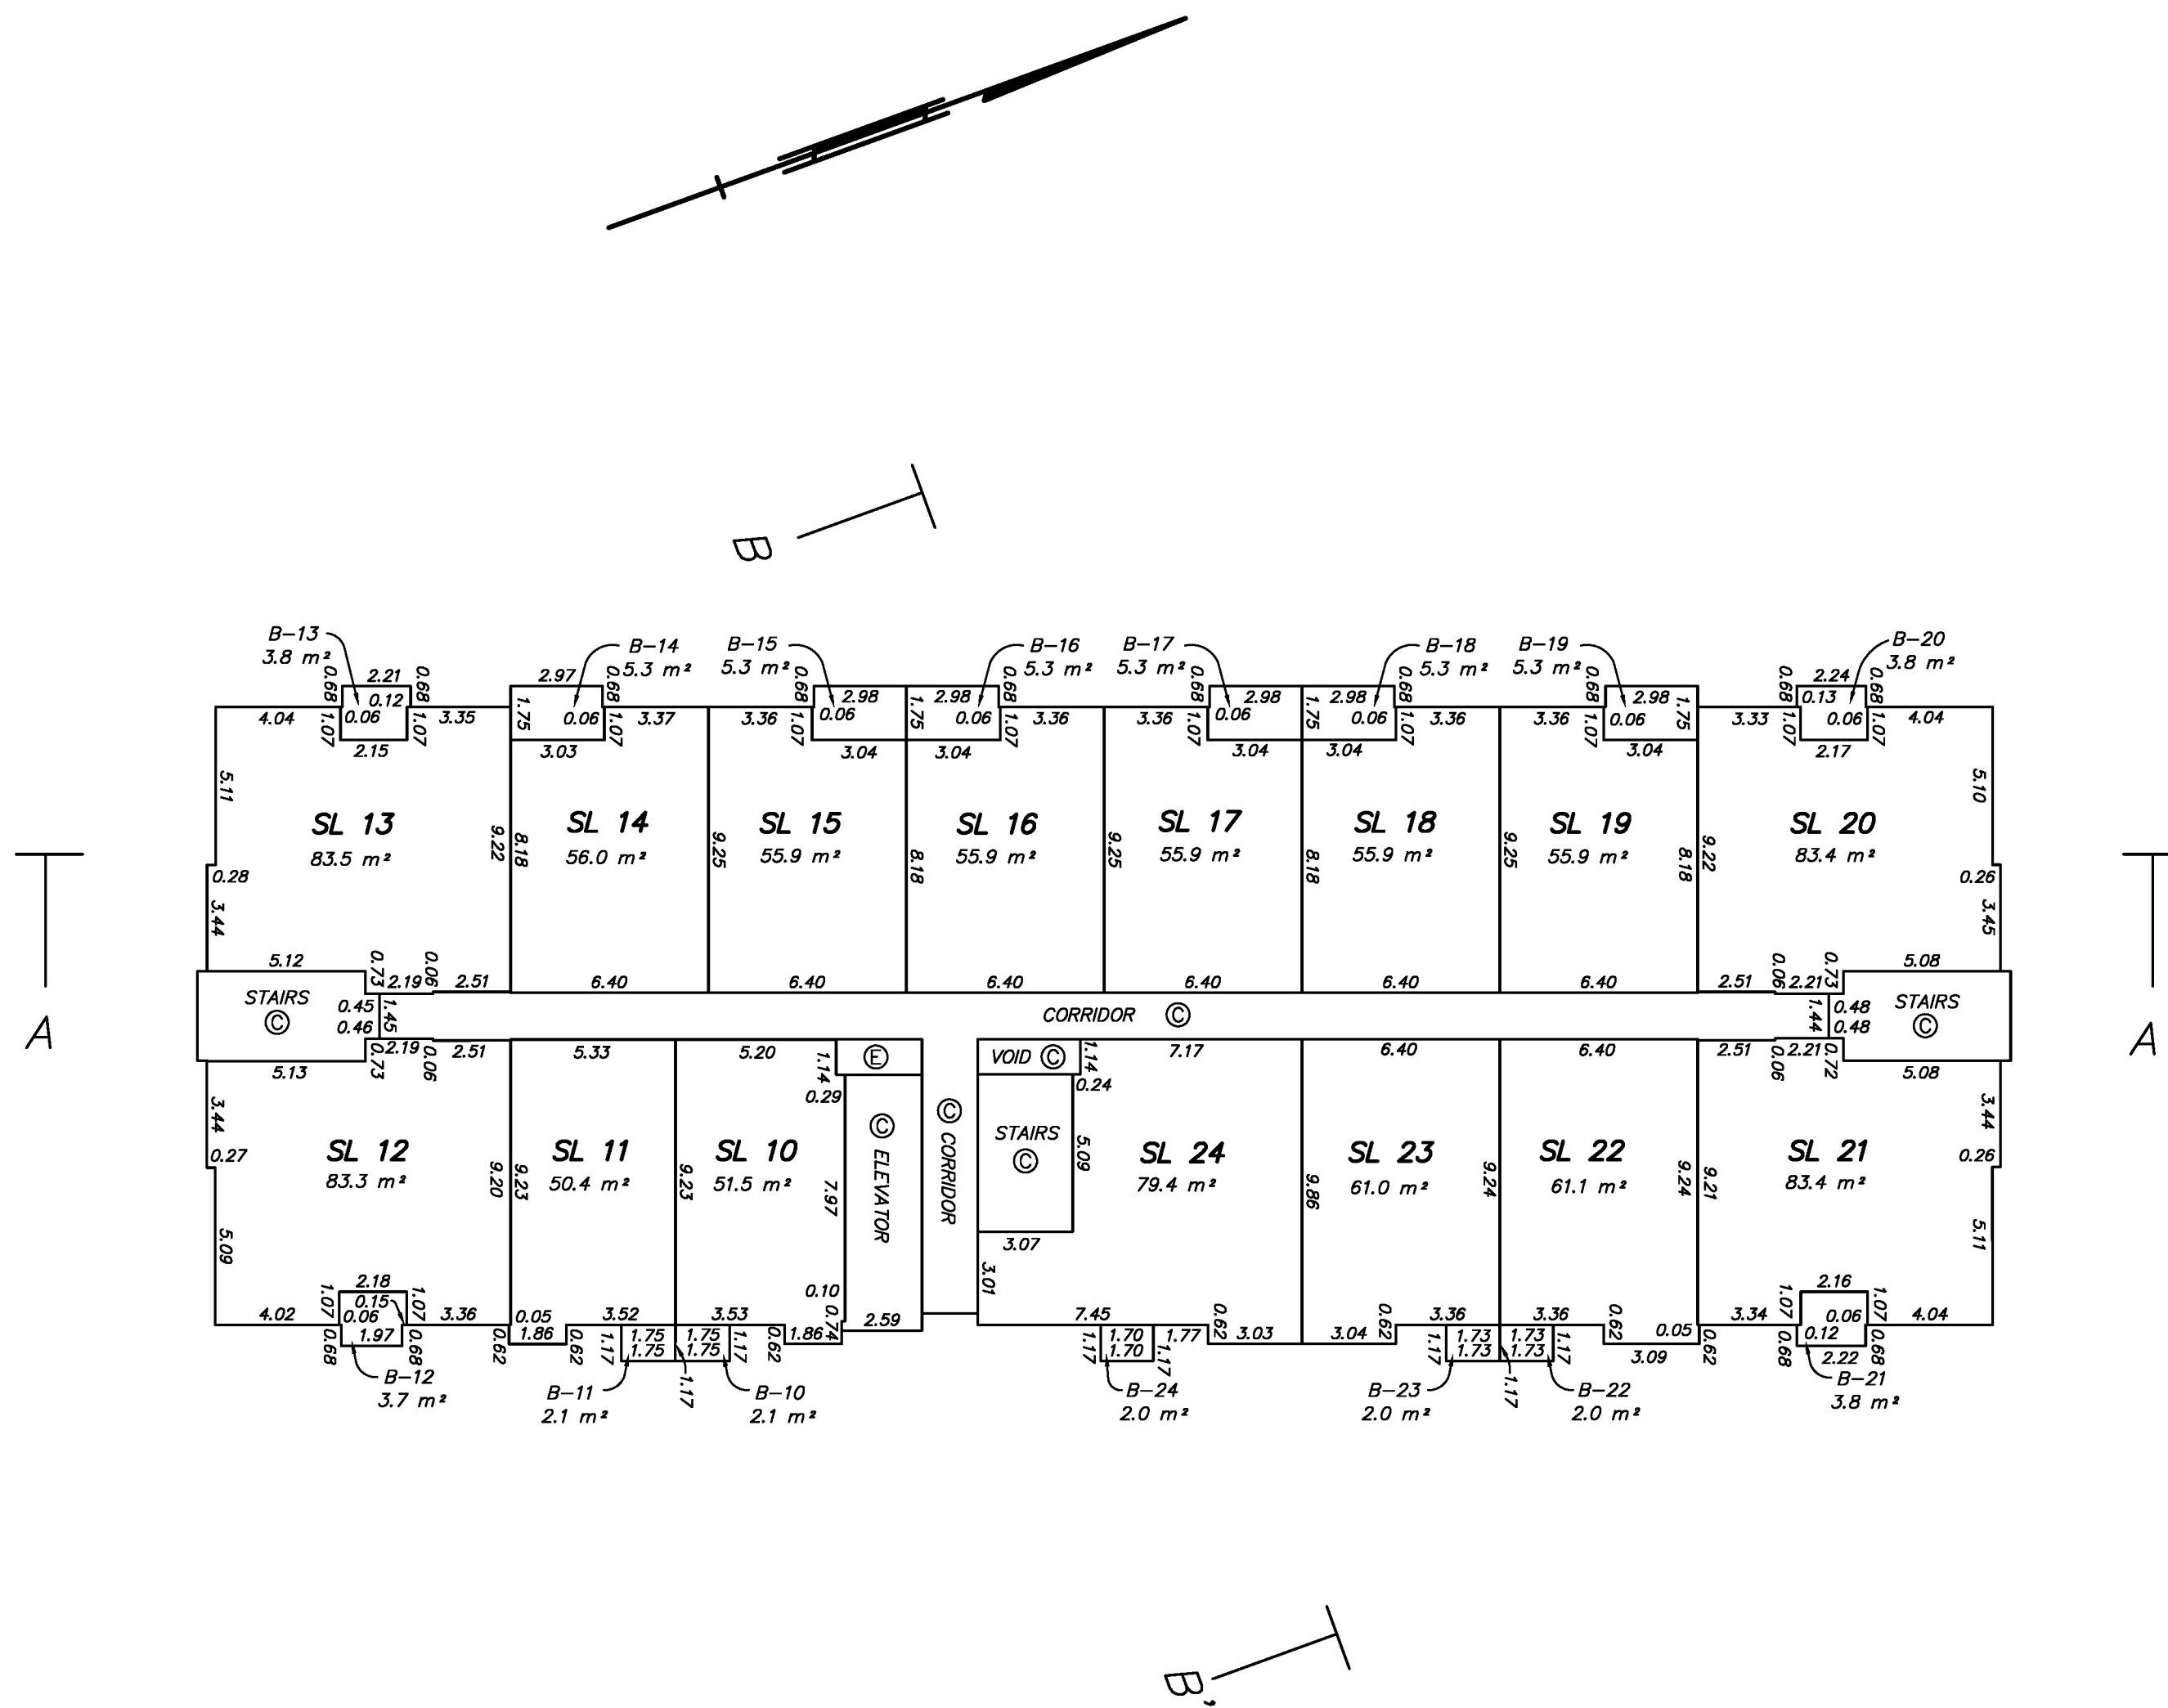 B
B-13
3.8 m²
B-14
5.3 m²
B-15
5.3 m²
B-16
5.3 m²
B-17
5.3 m²
B-18
5.3 m²
B-19
5.3 m²
B-20
3.8 m²
0.68 2.21 0.68 2.97 0.68 0.68 2.98 2.98 0.68 0.68 2.98 2.98 0.68 0.68 2.98 0.68 2.24 0.68
4.04 1.07 0.06 0.12 1.07 3.35 1.75 0.06 1.07 3.37 3.36 1.07 0.06 1.75 0.06 1.07 3.36 3.36 1.07 0.06 1.75 0.06 1.07 3.36 3.36 1.07 0.06 1.75 3.33 1.07 0.13 0.06 1.07 4.04
2.15 3.03 3.04 3.04 3.04 3.04 3.04 2.17
5.11 5.10
SL 13
83.5 m²
SL 14
56.0 m²
SL 15
55.9 m²
SL 16
55.9 m²
SL 17
55.9 m²
SL 18
55.9 m²
SL 19
55.9 m²
SL 20
83.4 m²
9.22 8.18 9.25 8.18 9.25 8.18 9.25 8.18 9.22
0.28 0.26
3.44 3.45
5.12 0.73 2.19 0.06 2.51 6.40 6.40 6.40 6.40 6.40 6.40 2.51 0.06 2.21 0.73 5.08
A
STAIRS
C
0.45
0.46
1.45
CORRIDOR C
1.44
0.48
0.48
STAIRS
C
A
5.13 0.73 2.19 0.06 2.51 5.33 5.20 1.14 E VOID C 1.14 7.17 6.40 6.40 2.51 0.06 2.21 0.72 5.08
0.29 0.24
3.44 3.44
0.27 0.26
SL 12
83.3 m²
SL 11
50.4 m²
SL 10
51.5 m²
C ELEVATOR
C CORRIDOR
STAIRS
C
5.09
SL 24
79.4 m²
SL 23
61.0 m²
SL 22
61.1 m²
SL 21
83.4 m²
9.20 9.23 9.23 7.97 9.86 9.24 9.24 9.21
3.07
5.09 3.01 5.11
2.18 0.10 2.16
4.02 1.07 0.15 0.06 1.07 3.36 0.05 3.52 3.53 0.74 2.59 7.45 0.62 0.62 3.36 3.36 0.62 0.05 3.34 1.07 0.06 1.07 4.04
0.68 1.97 0.68 0.62 1.86 0.62 1.17 1.75 1.75 1.17 0.62 1.86 1.17 1.70 1.17 1.77 3.03 3.04 1.17 1.73 1.73 1.17 3.09 0.62 0.68 0.12 0.68
1.75 1.75 1.70 1.73 1.73 2.22
1.17 1.17
B-12
3.7 m²
B-11
2.1 m²
B-10
2.1 m²
B-24
2.0 m²
B-23
2.0 m²
B-22
2.0 m²
B-21
3.8 m²
B'